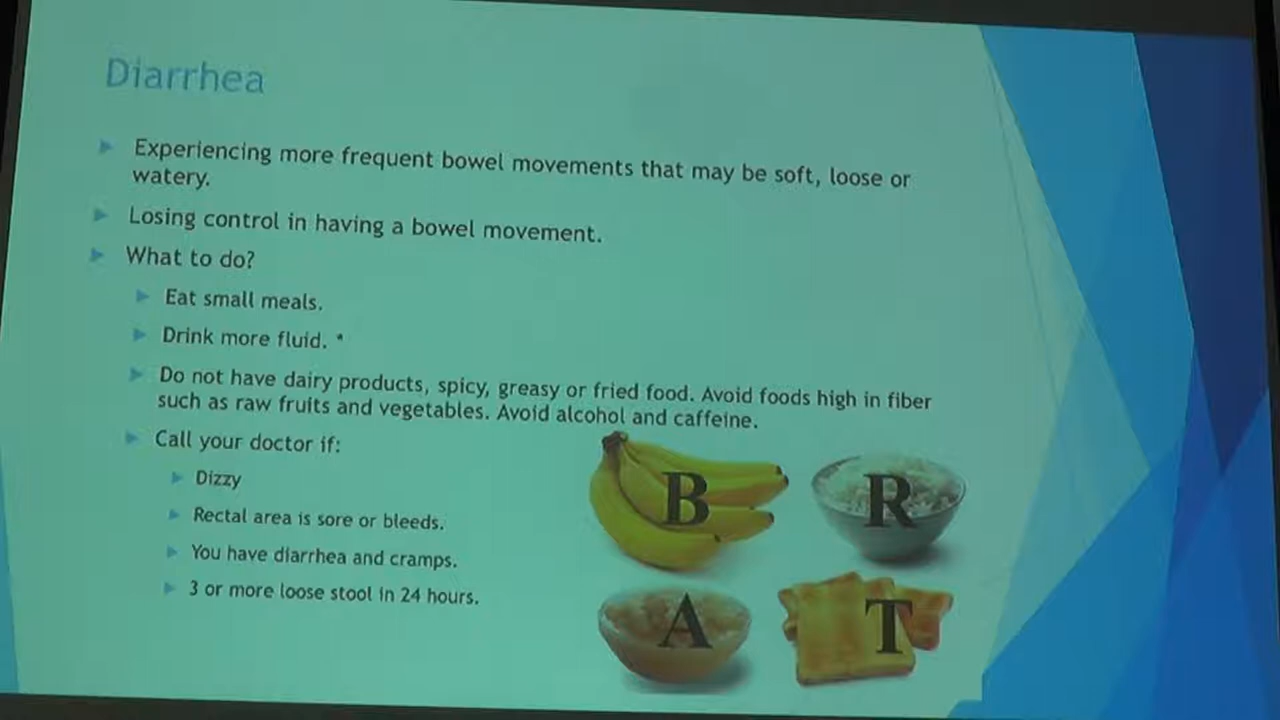 Diarrhea
Experiencing more frequent bowel movements that may be soft, loose or
watery.
Losing control in having a bowel movement.
What to do?
Eat small meals.
Drink more fluid. *
Do not have dairy products, spicy, greasy or fried food. Avoid foods high in fiber
such as raw fruits and vegetables. Avoid alcohol and caffeine.
Call your doctor if:
Dizzy
Rectal area is sore or bleeds.
You have diarrhea and cramps.
3 or more loose stool in 24 hours.
B R
A T